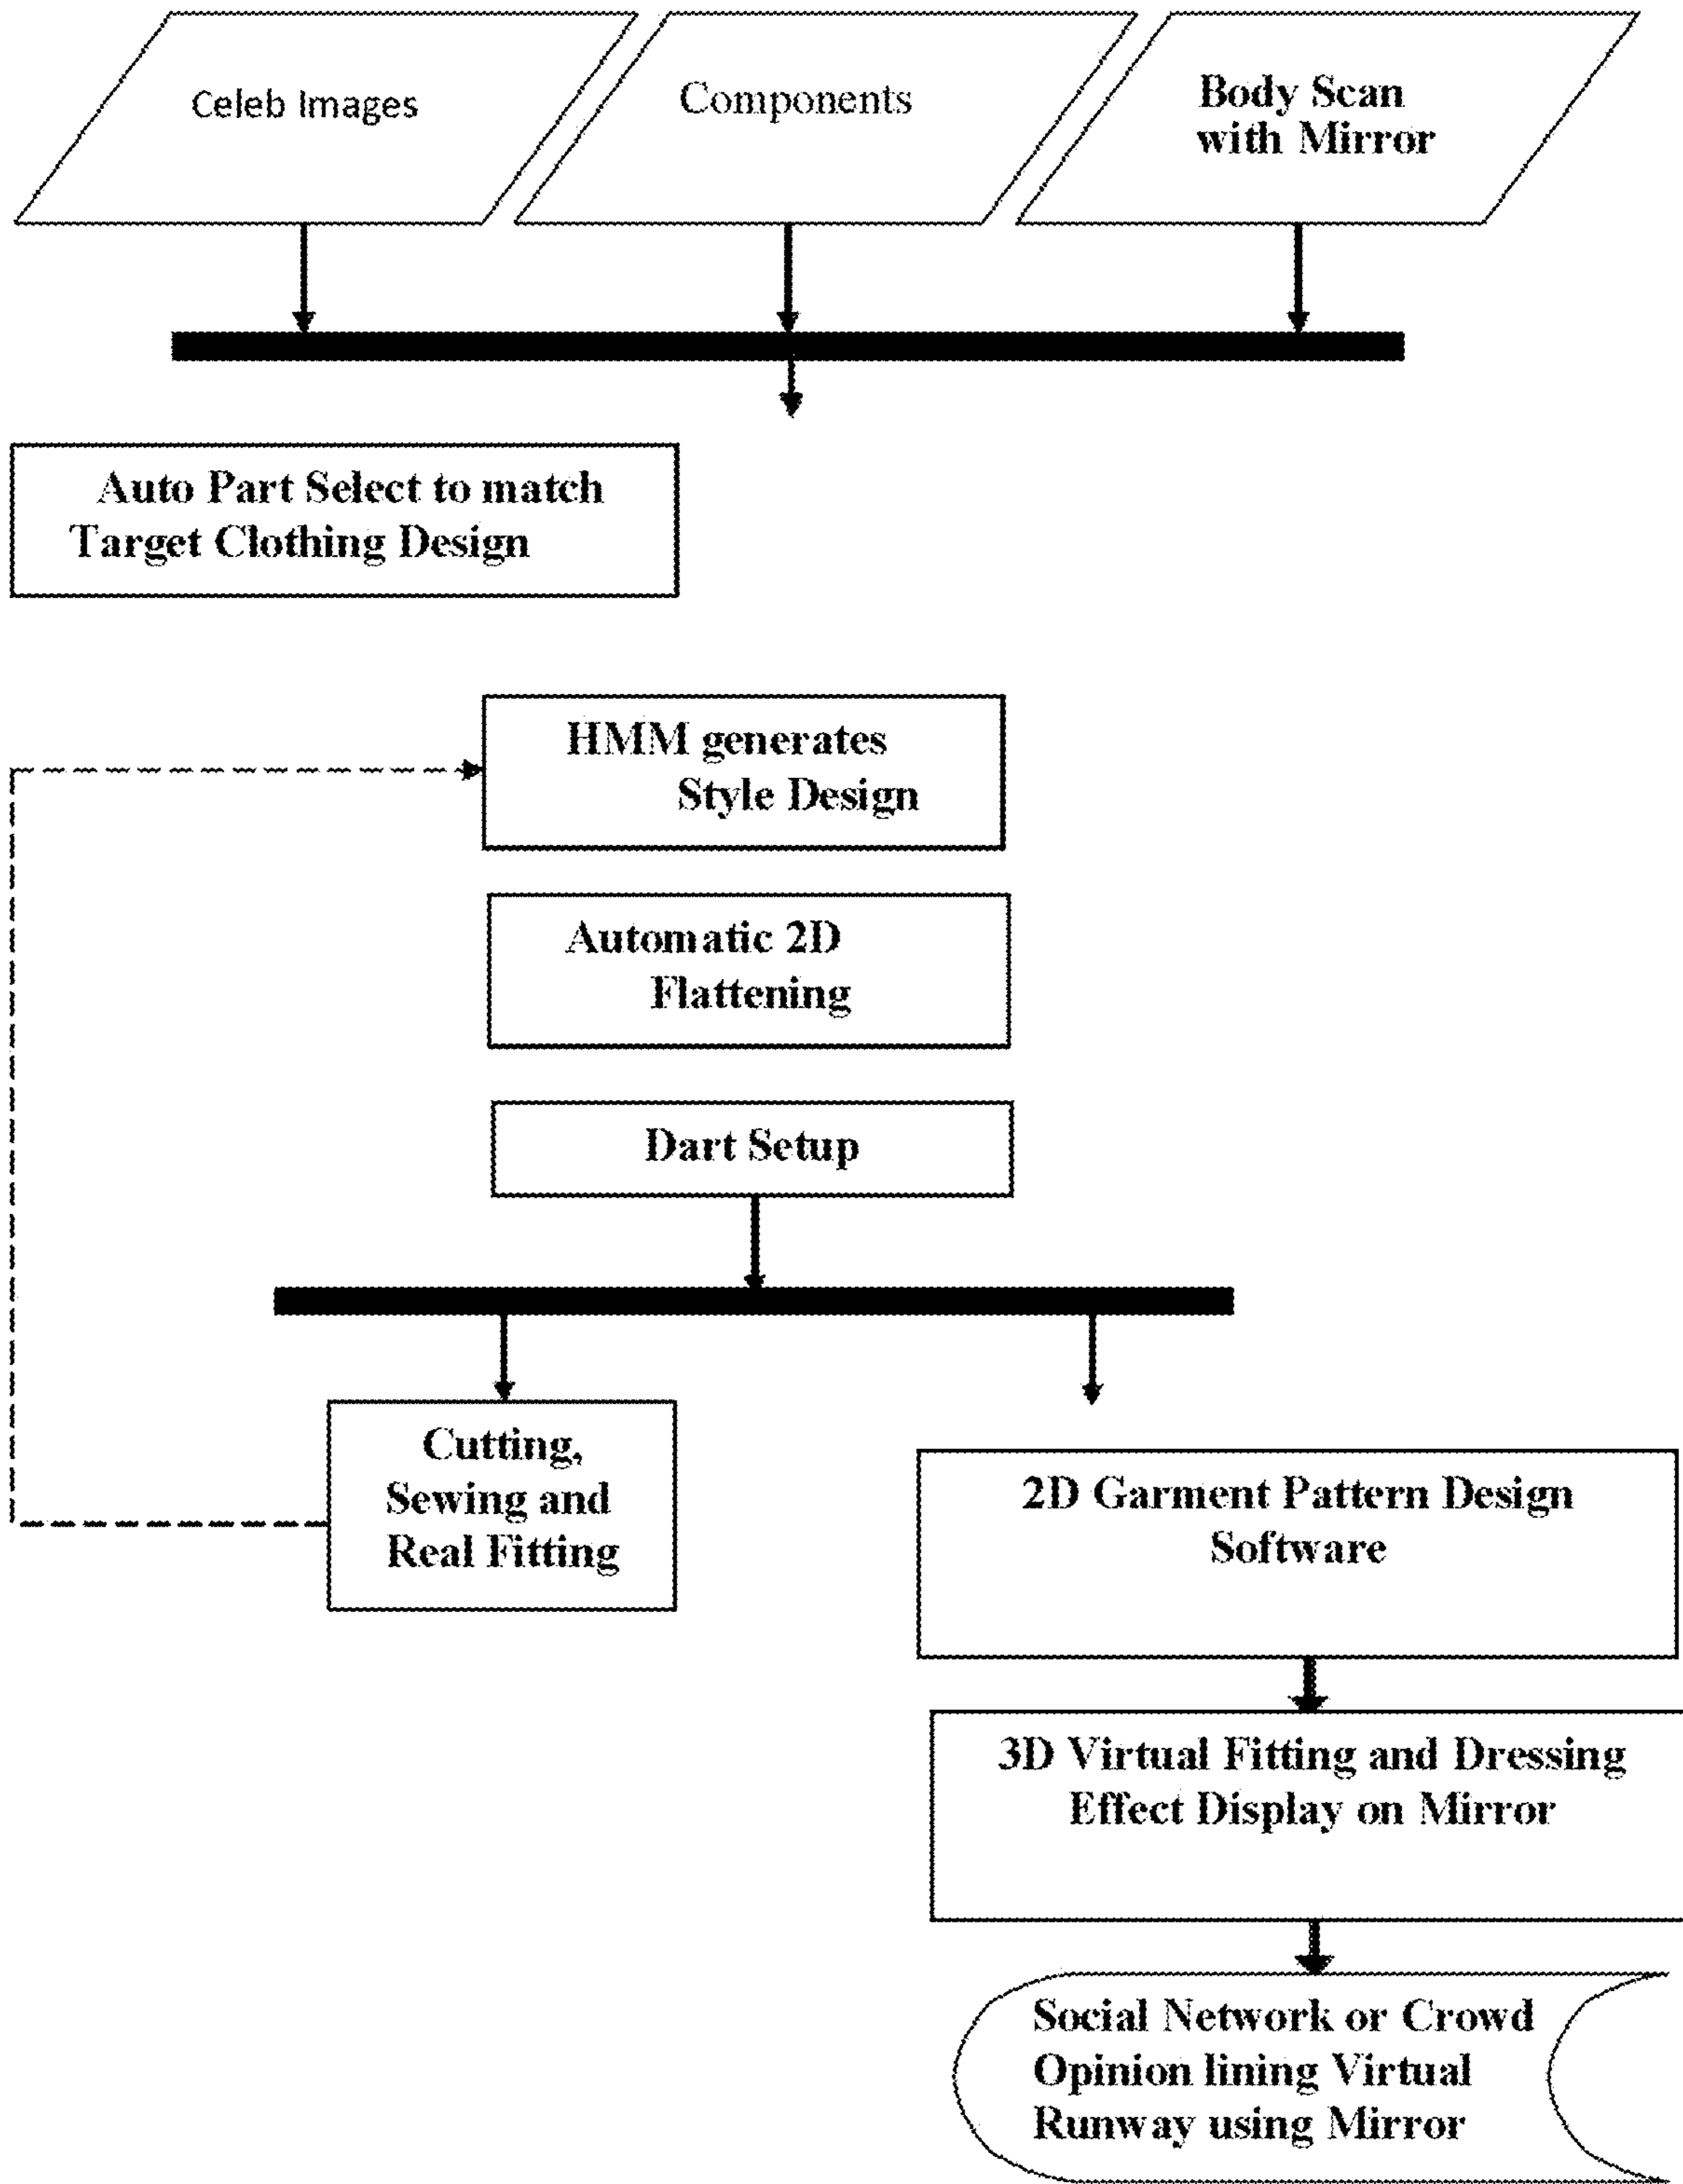 Celeb Images
Components
Body Scan
with Mirror
Auto Part Select to match
Target Clothing Design
HMM generates
Style Design
Automatic 2D
Flattening
Dart Setup
Cutting,
Sewing and
Real Fitting
2D Garment Pattern Design
Software
3D Virtual Fitting and Dressing
Effect Display on Mirror
Social Network or Crowd
Opinion lining Virtual
Runway using Mirror